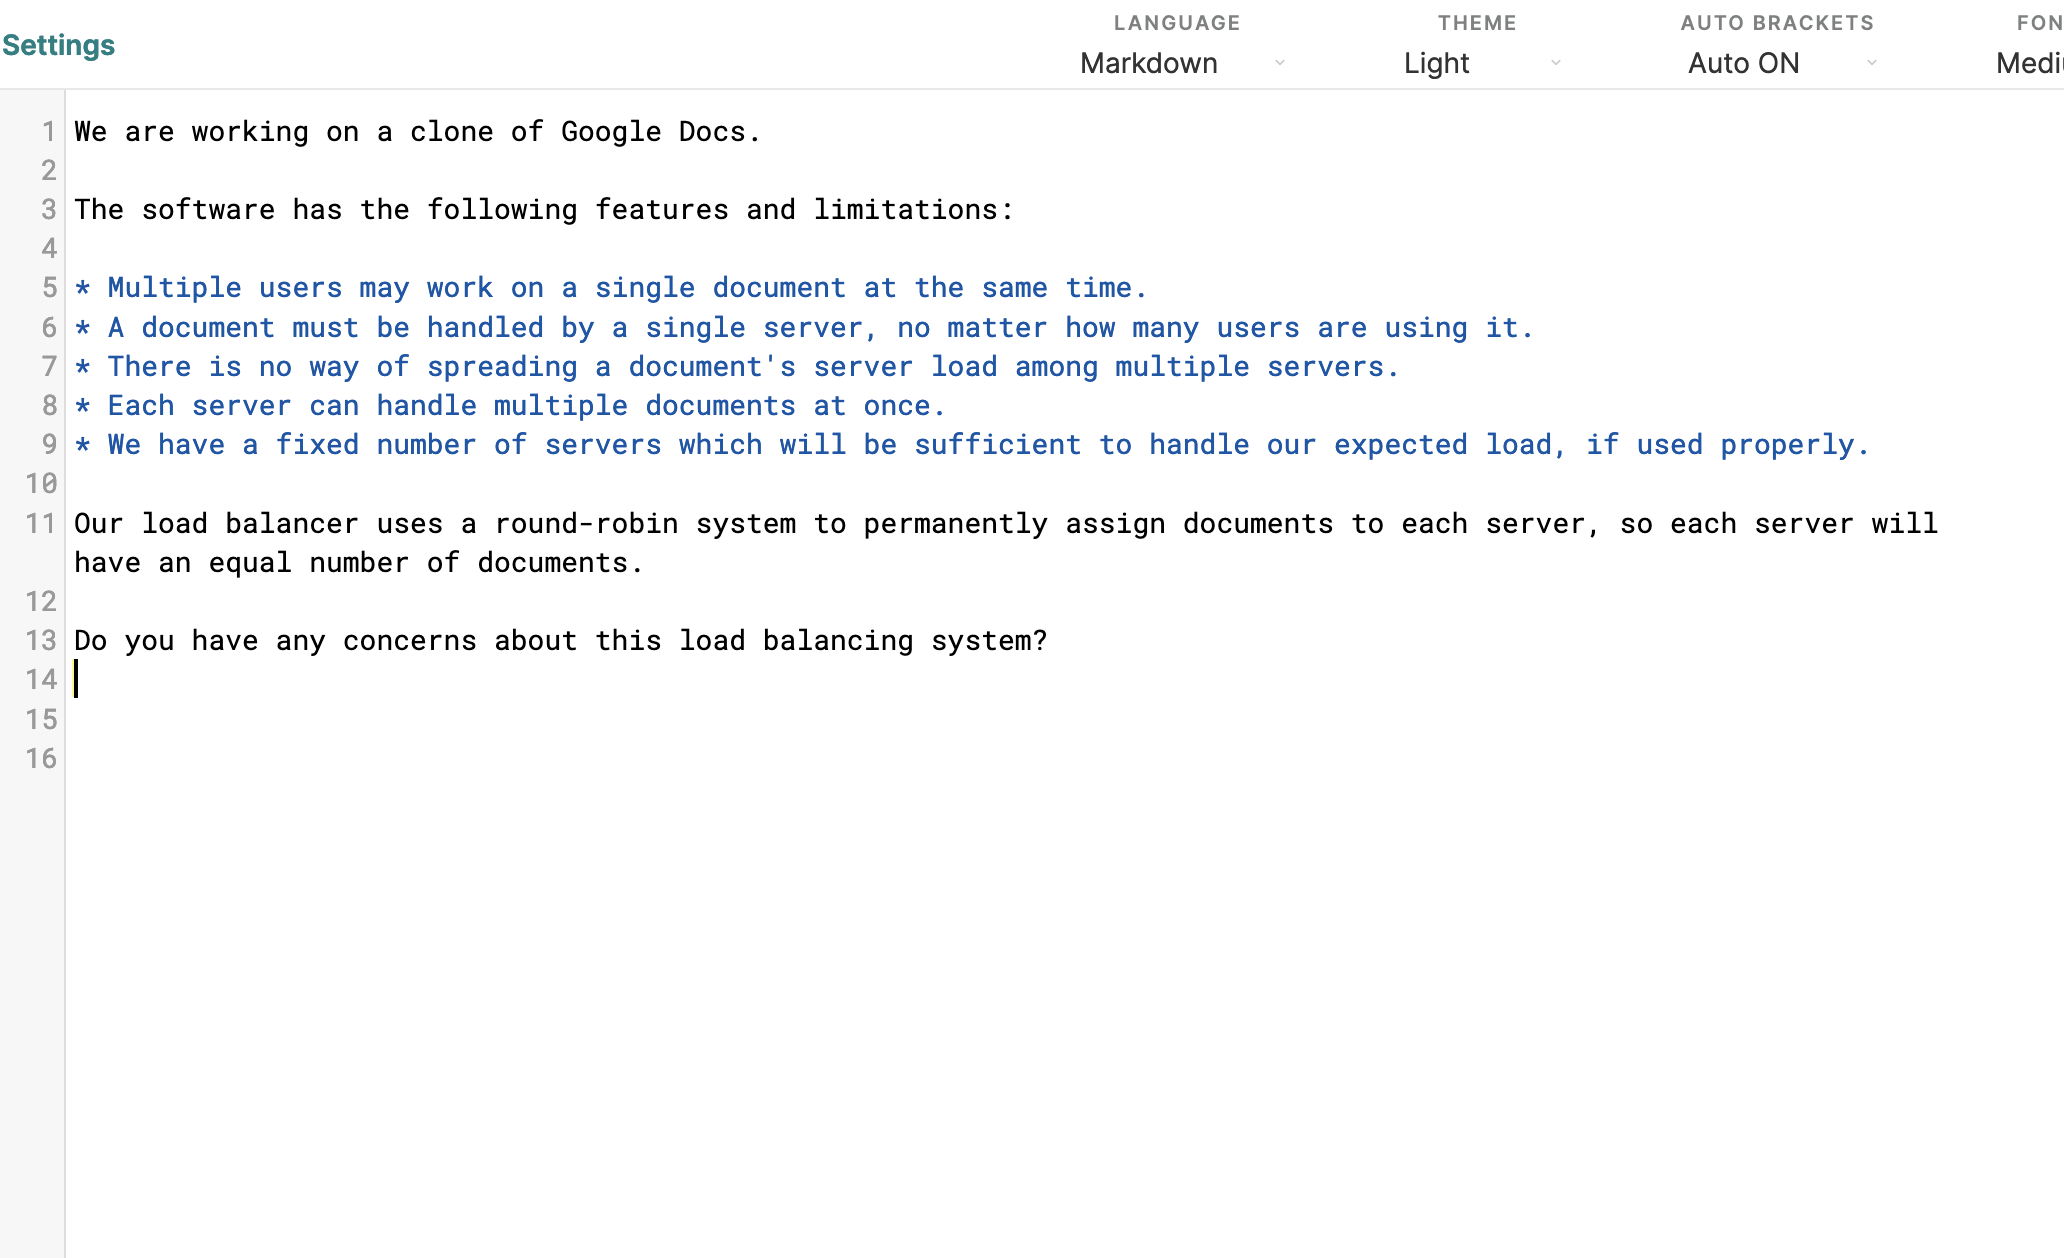 Settings
LANGUAGE
Markdown
THEME
Light
AUTO BRACKETS
Auto ON
1 We are working on a clone of Google Docs.
2
3 The software has the following features and limitations:
4
5 * Multiple users may work on a single document at the same time.
6 * A document must be handled by a single server, no matter how many users are using it.
7 * There is no way of spreading a document's server load among multiple servers.
8 * Each server can handle multiple documents at once.
9 * We have a fixed number of servers which will be sufficient to handle our expected load, if used properly.
10
11 Our load balancer uses a round-robin system to permanently assign documents to each server, so each server will
have an equal number of documents.
12
13 Do you have any concerns about this load balancing system?
14
15
16